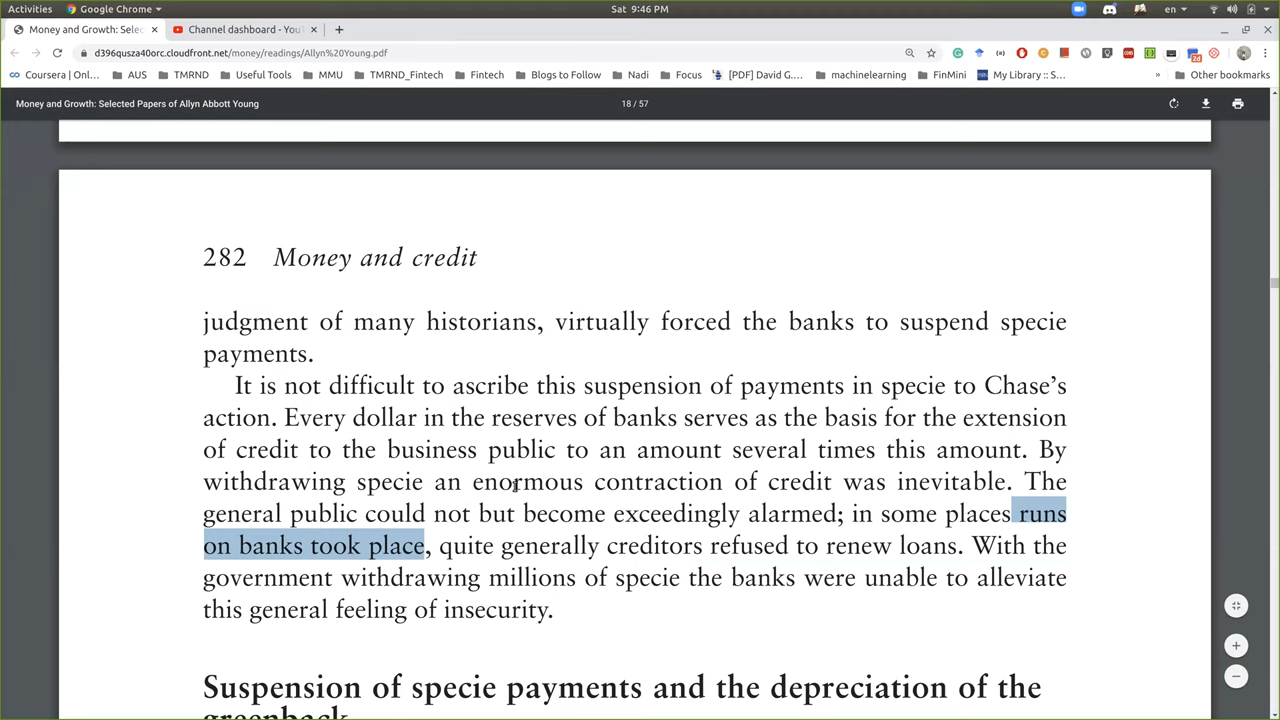 Activities
Google Chrome
Sat 9:46 PM
en
Money and Growth: Selec
Channel dashboard - You
d396qusza40orc.cloudfront.net/money/readings/Allyn%20Young.pdf
Coursera | Onl...
AUS
TMRND
Useful Tools
MMU
TMRND_Fintech
Fintech
Blogs to Follow
Nadi
Focus
[PDF] David G....
machinelearning
FinMini
My Library :: S...
»
Other bookmarks
Money and Growth: Selected Papers of Allyn Abbott Young
18 / 57
282 Money and credit
judgment of many historians, virtually forced the banks to suspend specie
payments.
It is not difficult to ascribe this suspension of payments in specie to Chase's
action. Every dollar in the reserves of banks serves as the basis for the extension
of credit to the business public to an amount several times this amount. By
withdrawing specie an enormous contraction of credit was inevitable. The
general public could not but become exceedingly alarmed; in some places runs
on banks took place, quite generally creditors refused to renew loans. With the
government withdrawing millions of specie the banks were unable to alleviate
this general feeling of insecurity.
Suspension of specie payments and the depreciation of the
greenback